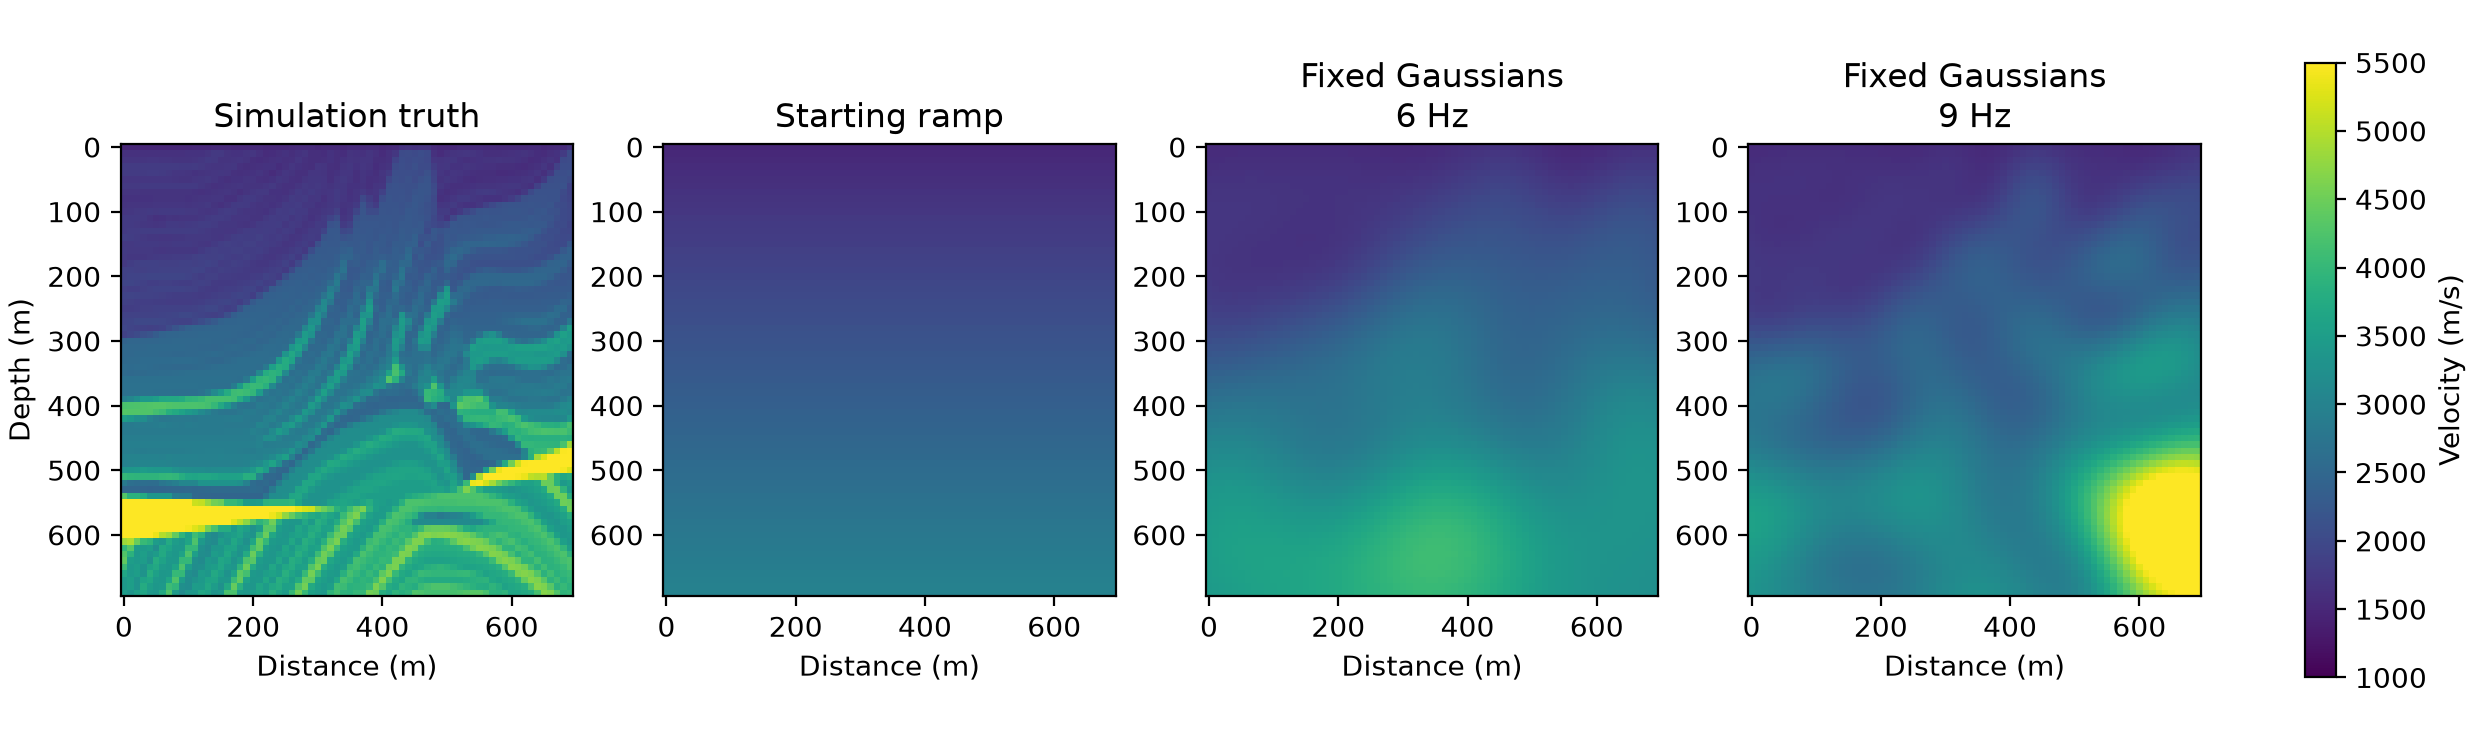 Simulation truth
Starting ramp
Fixed Gaussians
6 Hz
Fixed Gaussians
9 Hz
Depth (m)
0
100
200
300
400
500
600
0 200 400 600
Distance (m)
0
100
200
300
400
500
600
0 200 400 600
Distance (m)
0
100
200
300
400
500
600
0 200 400 600
Distance (m)
0
100
200
300
400
500
600
0 200 400 600
Distance (m)
5500
5000
4500
4000
3500
3000
2500
2000
1500
1000
Velocity (m/s)